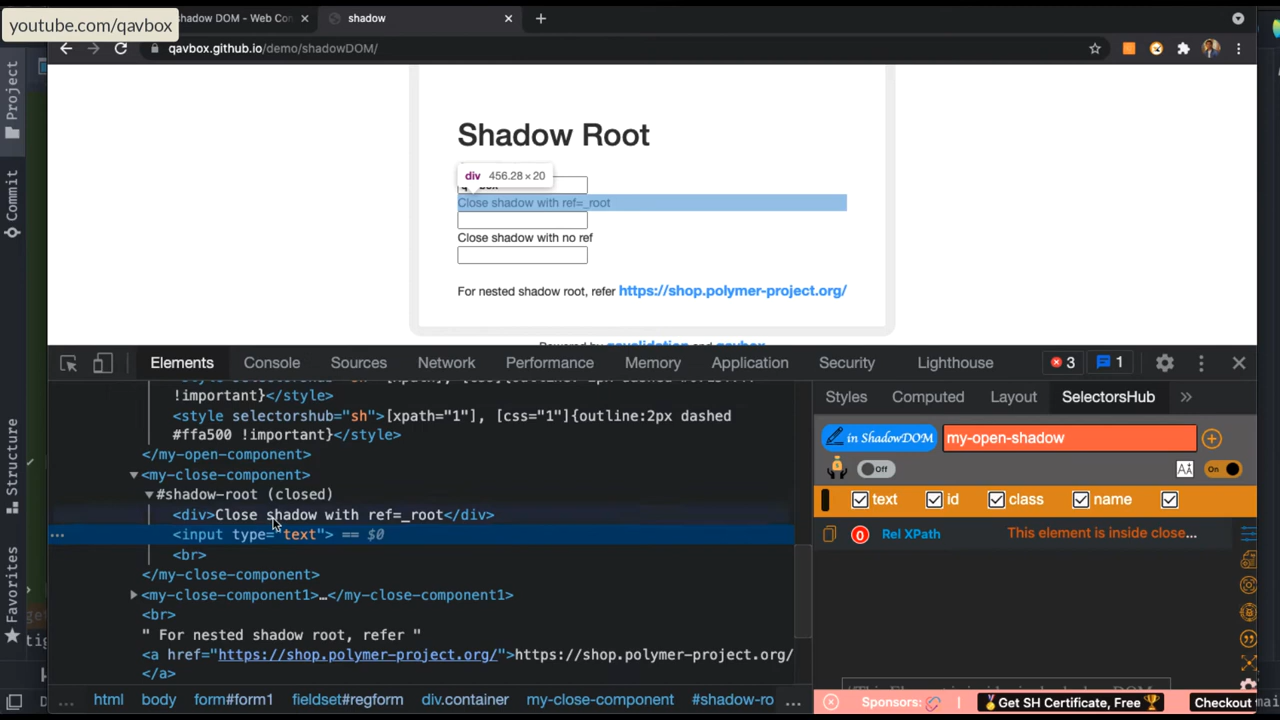 youtube.com/qavbox
shadow DOM - Web Con
shadow
qavbox.github.io/demo/shadowDOM/
Project
Commit
Structure
Favorites
Shadow Root
div 456.28 × 20
Close shadow with ref=_root
Close shadow with no ref
For nested shadow root, refer https://shop.polymer-project.org/
Elements
Console
Sources
Network
Performance
Memory
Application
Security
Lighthouse
3
1
!important}</style>
<style selectorshub="sh">[xpath="1"], [css="1"]{outline:2px dashed
#ffa500 !important}</style>
</my-open-component>
<my-close-component>
#shadow-root (closed)
<div>Close shadow with ref=_root</div>
<input type="text"> == $0
<br>
</my-close-component>
<my-close-component1>…</my-close-component1>
<br>
" For nested shadow root, refer "
<a href="https://shop.polymer-project.org/">https://shop.polymer-project.org/
</a>
html body form#form1 fieldset#regform div.container my-close-component #shadow-ro ...
Styles
Computed
Layout
SelectorsHub
in ShadowDOM
my-open-shadow
Off
On
text
id
class
name
0
Rel XPath
This element is inside close...
Sponsors:
Get SH Certificate, Free
Checkout